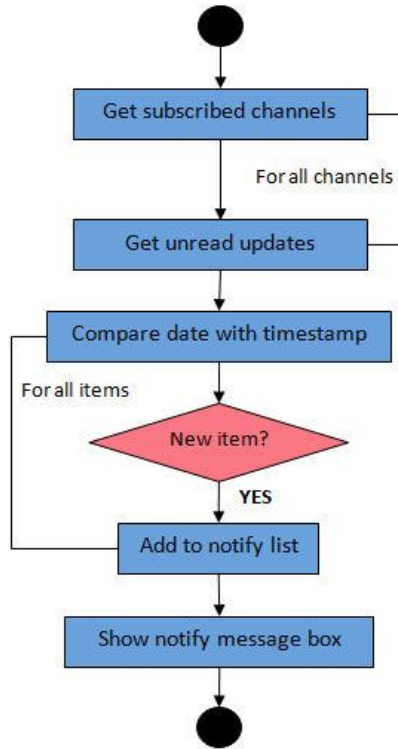 Get subscribed channels
For all channels
Get unread updates
Compare date with timestamp
For all items
New item?
YES
Add to notify list
Show notify message box